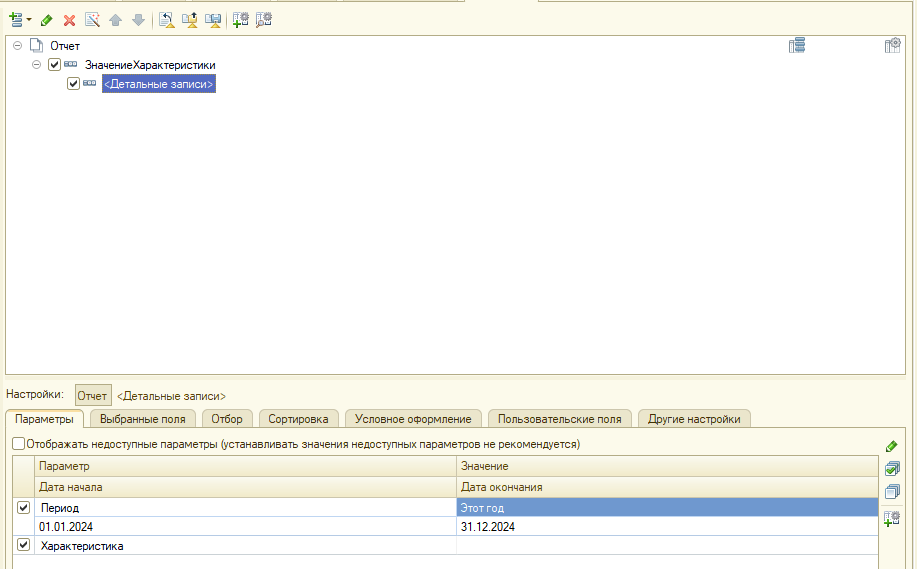 Отчет
ЗначениеХарактеристики
<Детальные записи>
Настройки: Отчет <Детальные записи>
Параметры Выбранные поля Отбор Сортировка Условное оформление Пользовательские поля Другие настройки
Отображать недоступные параметры (устанавливать значения недоступных параметров не рекомендуется)
Параметр Значение
Дата начала Дата окончания
Период Этот год
01.01.2024 31.12.2024
Характеристика